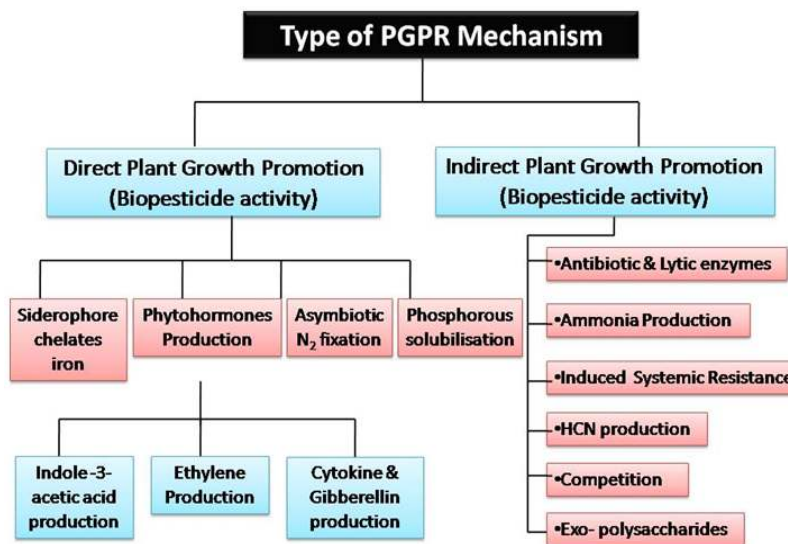 Type of PGPR Mechanism
Direct Plant Growth Promotion
(Biopesticide activity)
Indirect Plant Growth Promotion
(Biopesticide activity)
Siderophore
chelates
iron
Phytohormones
Production
Asymbiotic
N₂ fixation
Phosphorous
solubilisation
Indole -3-
acetic acid
production
Ethylene
Production
Cytokine &
Gibberellin
production
•Antibiotic & Lytic enzymes
•Ammonia Production
•Induced Systemic Resistance
•HCN production
•Competition
•Exo- polysaccharides